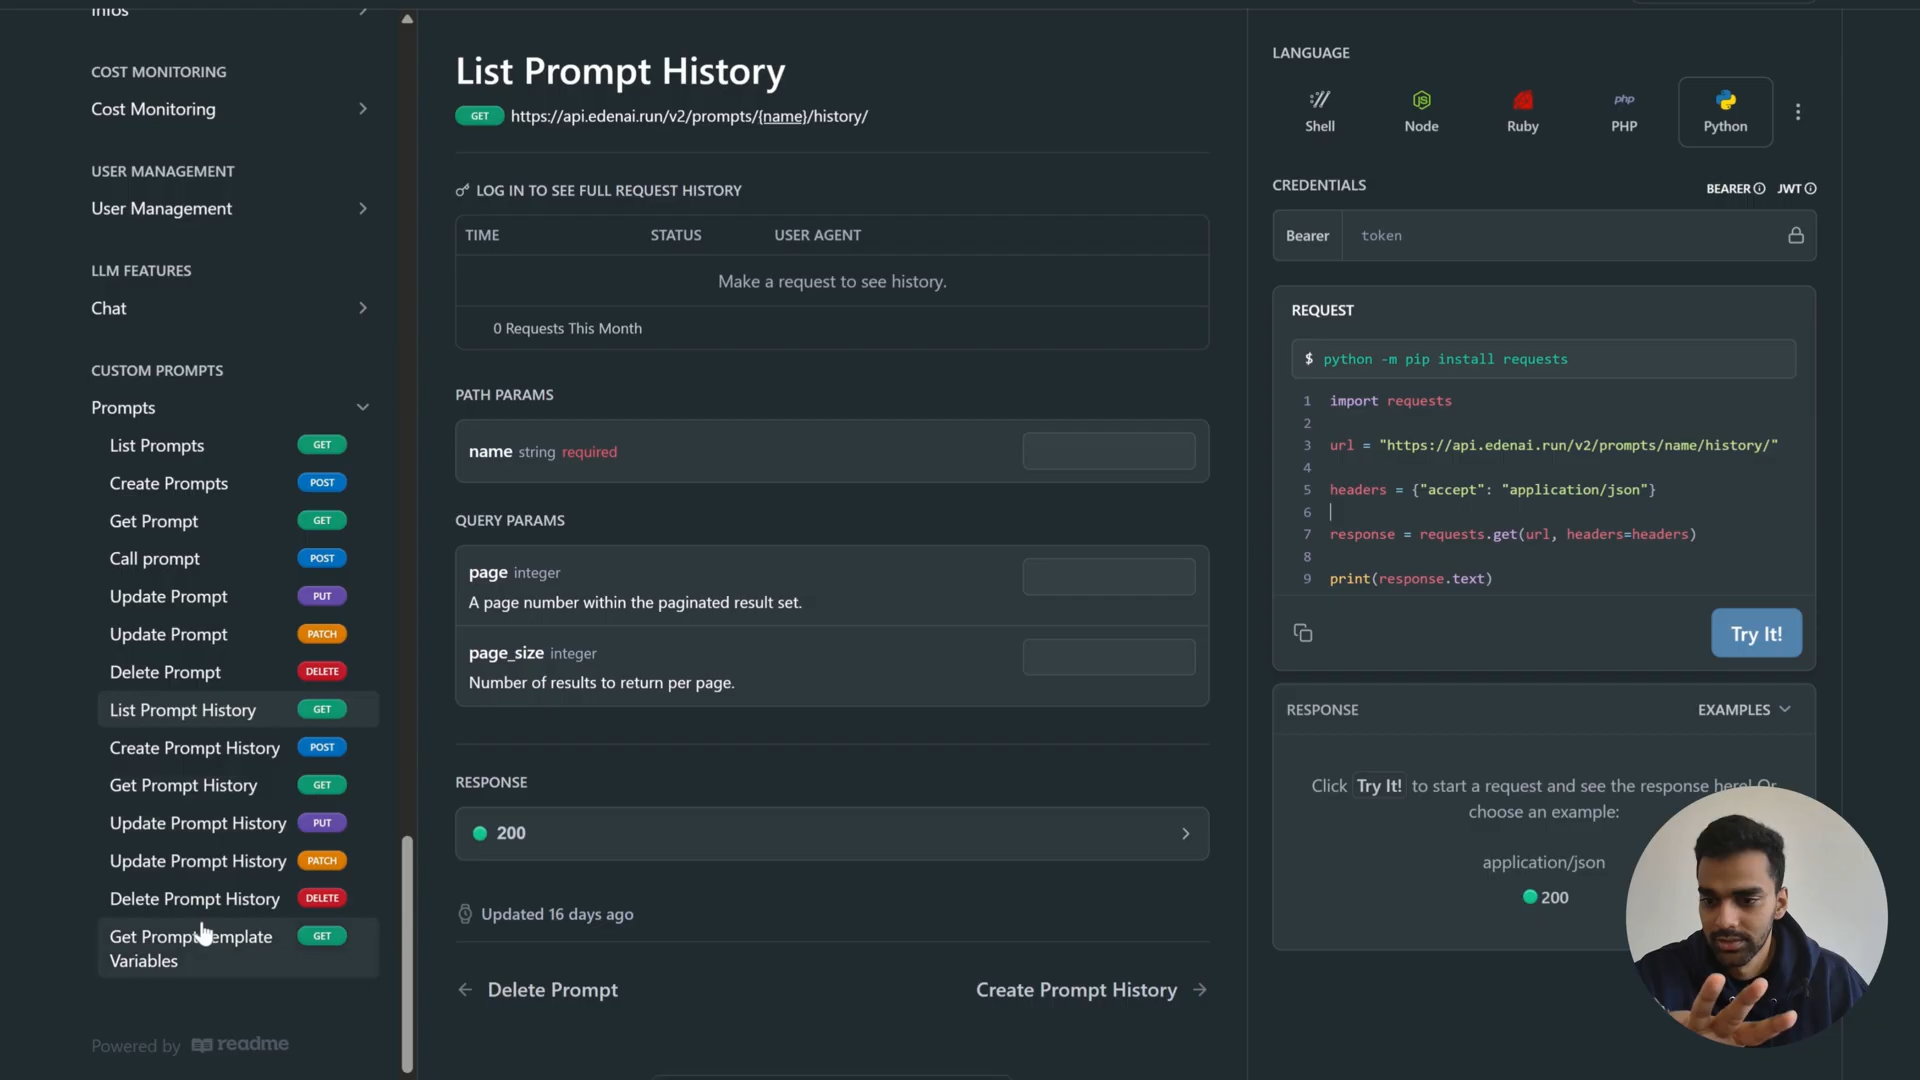 Infos
COST MONITORING
Cost Monitoring
USER MANAGEMENT
User Management
LLM FEATURES
Chat
CUSTOM PROMPTS
Prompts
List Prompts GET
Create Prompts POST
Get Prompt GET
Call prompt POST
Update Prompt PUT
Update Prompt PATCH
Delete Prompt DELETE
List Prompt History GET
Create Prompt History POST
Get Prompt History GET
Update Prompt History PUT
Update Prompt History PATCH
Delete Prompt History DELETE
Get Prompt Template GET
Variables
Powered by readme
List Prompt History
GET https://api.edenai.run/v2/prompts/{name}/history/
LOG IN TO SEE FULL REQUEST HISTORY
TIME STATUS USER AGENT
Make a request to see history.
0 Requests This Month
PATH PARAMS
name string required
QUERY PARAMS
page integer
A page number within the paginated result set.
page_size integer
Number of results to return per page.
RESPONSE
200
Updated 16 days ago
Delete Prompt
Create Prompt History
LANGUAGE
Shell
Node
Ruby
php
PHP
Python
CREDENTIALS
BEARER JWT
Bearer token
REQUEST
$ python -m pip install requests
1 import requests
2
3 url = "https://api.edenai.run/v2/prompts/name/history/"
4
5 headers = {"accept": "application/json"}
6
7 response = requests.get(url, headers=headers)
8
9 print(response.text)
Try It!
RESPONSE EXAMPLES
Click Try It! to start a request and see the response here! Or
choose an example:
application/json
200